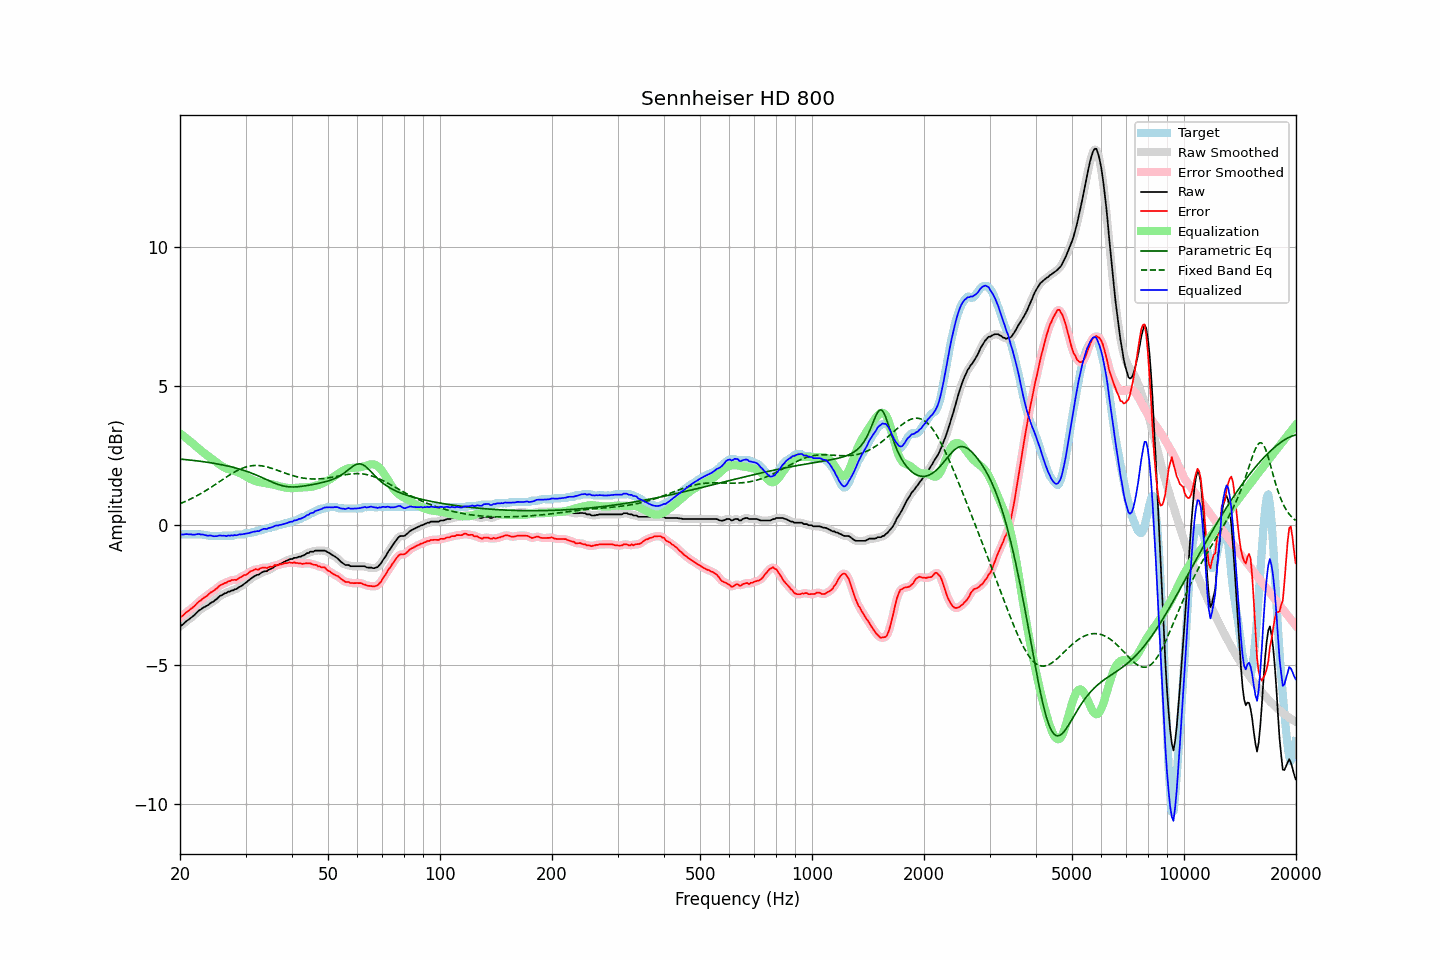 Sennheiser HD 800
Target
Raw Smoothed
Error Smoothed
Raw
Error
Equalization
Parametric Eq
Fixed Band Eq
Equalized
Amplitude (dBr)
10
5
0
−5
−10
20
50
100
200
500
1000
2000
5000
10000
20000
Frequency (Hz)